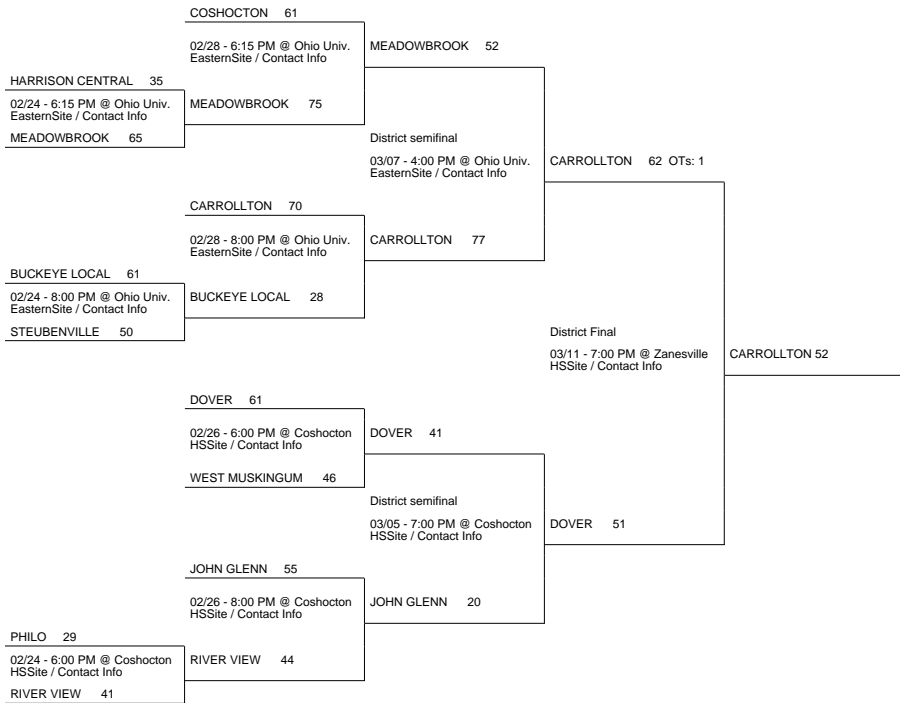 COSHOCTON 61
02/28 - 6:15 PM @ Ohio Univ.
EasternSite / Contact Info
MEADOWBROOK 52
HARRISON CENTRAL 35
02/24 - 6:15 PM @ Ohio Univ.
EasternSite / Contact Info
MEADOWBROOK 75
MEADOWBROOK 65
District semifinal
03/07 - 4:00 PM @ Ohio Univ.
EasternSite / Contact Info
CARROLLTON 62 OTs: 1
CARROLLTON 70
02/28 - 8:00 PM @ Ohio Univ.
EasternSite / Contact Info
CARROLLTON 77
BUCKEYE LOCAL 61
02/24 - 8:00 PM @ Ohio Univ.
EasternSite / Contact Info
BUCKEYE LOCAL 28
STEUBENVILLE 50
District Final
03/11 - 7:00 PM @ Zanesville
HSSite / Contact Info
CARROLLTON 52
DOVER 61
02/26 - 6:00 PM @ Coshocton
HSSite / Contact Info
DOVER 41
WEST MUSKINGUM 46
District semifinal
03/05 - 7:00 PM @ Coshocton
HSSite / Contact Info
DOVER 51
JOHN GLENN 55
02/26 - 8:00 PM @ Coshocton
HSSite / Contact Info
JOHN GLENN 20
PHILO 29
02/24 - 6:00 PM @ Coshocton
HSSite / Contact Info
RIVER VIEW 44
RIVER VIEW 41